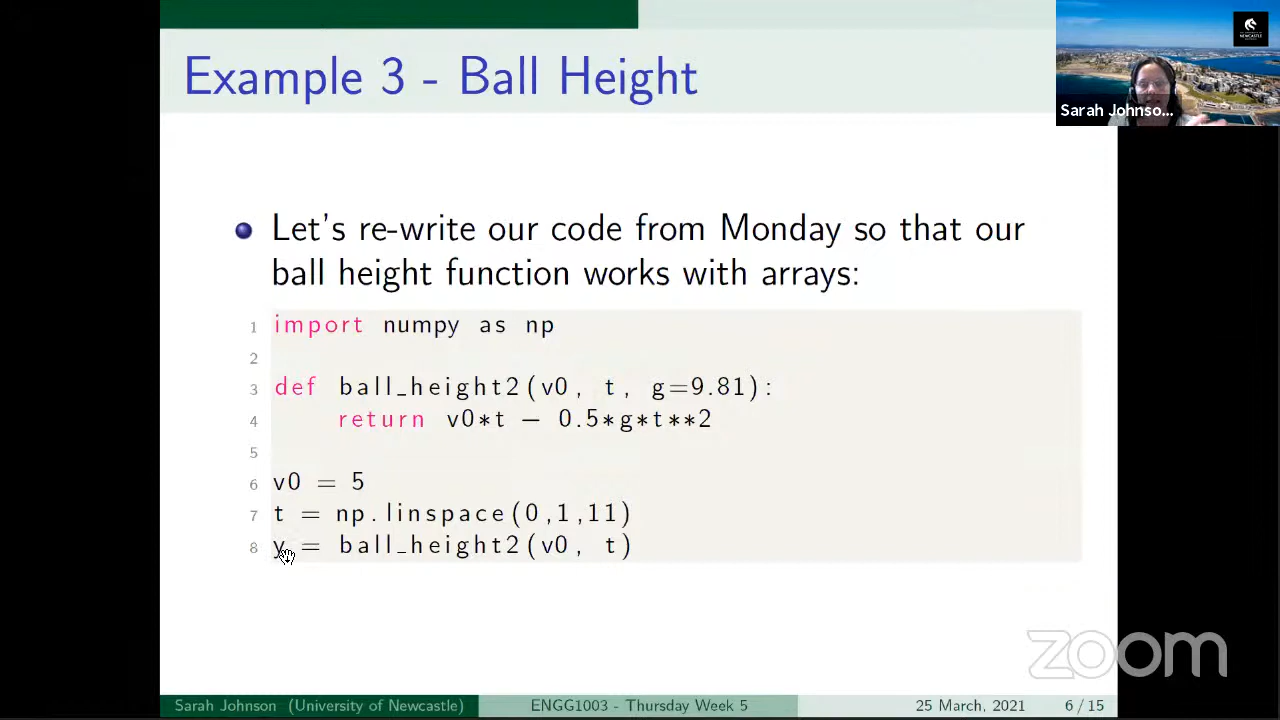 Example 3 - Ball Height
NEWCASTLE
Sarah Johnso...
Let's re-write our code from Monday so that our
ball height function works with arrays:
1 import numpy as np
2
3 def ball_height2(v0, t, g=9.81):
4 return v0*t - 0.5*g*t**2
5
6 v0 = 5
7 t = np.linspace(0,1,11)
8 y = ball_height2(v0, t)
zoom
Sarah Johnson (University of Newcastle) ENGG1003 - Thursday Week 5 25 March, 2021 6 / 15